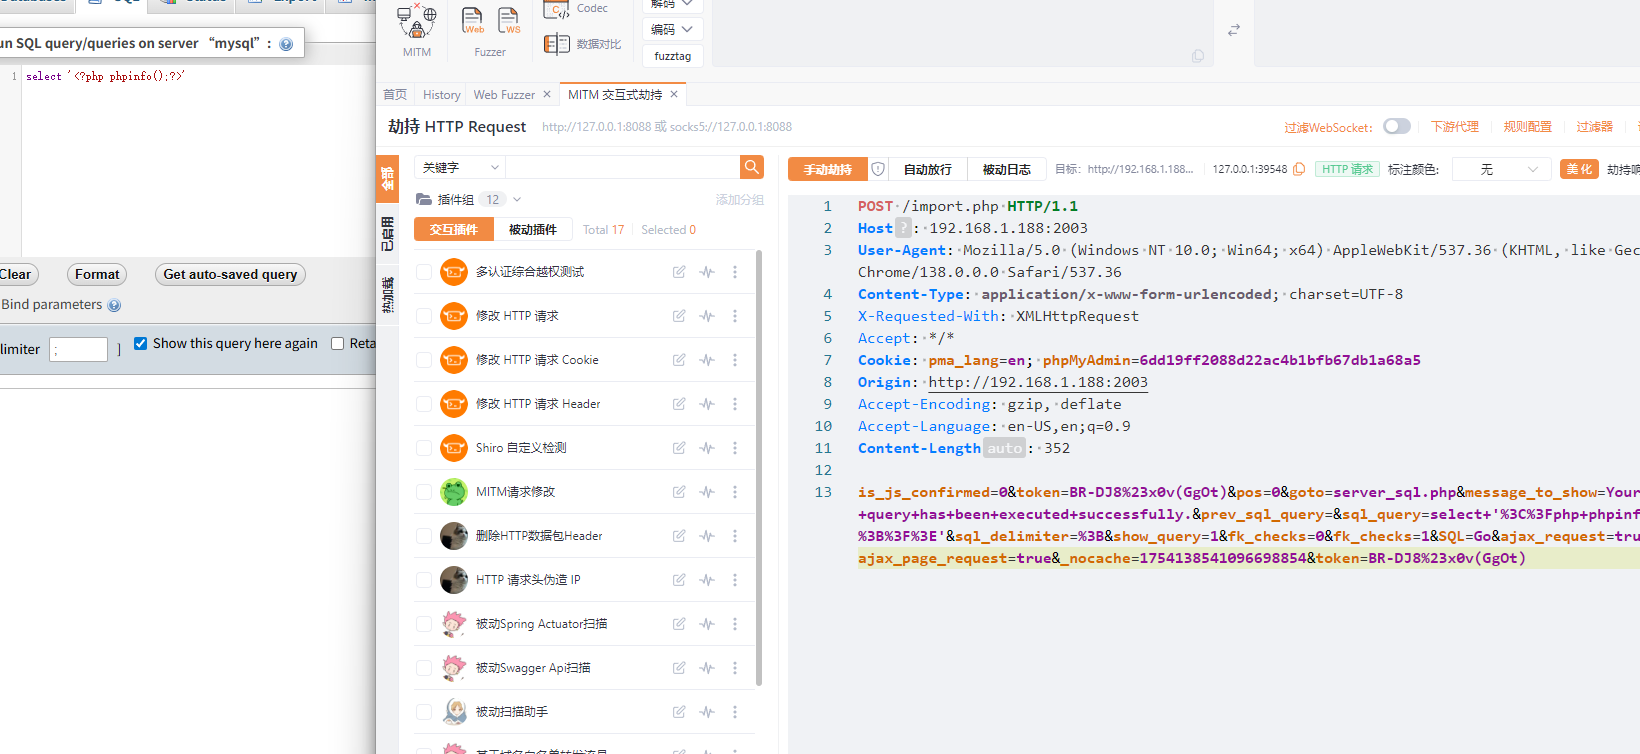 SQL
un SQL query/queries on server “mysql”:
1 select '<?php phpinfo();?>'
Clear Format Get auto-saved query
Bind parameters
limiter ; ] Show this query here again Reta
MITM
Web WS
Fuzzer
Codec
数据对比
解码
编码
fuzztag
首页 History Web Fuzzer × MITM 交互式劫持 ×
劫持 HTTP Request http://127.0.0.1:8088 或 socks5://127.0.0.1:8088 过滤WebSocket: 下游代理 规则配置 过滤器
全部
已启用
热加载
关键字
插件组 12 添加分组
交互插件 被动插件 Total 17 Selected 0
多认证综合越权测试
修改 HTTP 请求
修改 HTTP 请求 Cookie
修改 HTTP 请求 Header
Shiro 自定义检测
MITM请求修改
删除HTTP数据包Header
HTTP 请求头伪造 IP
被动Spring Actuator扫描
被动Swagger Api扫描
被动扫描助手
手动劫持 自动放行 被动日志 目标: http://192.168.1.188... 127.0.0.1:39548 HTTP 请求 标注颜色: 无 美化 劫持响
1 POST /import.php HTTP/1.1
2 Host ? : 192.168.1.188:2003
3 User-Agent: Mozilla/5.0 (Windows NT 10.0; Win64; x64) AppleWebKit/537.36 (KHTML, like Gec
Chrome/138.0.0.0 Safari/537.36
4 Content-Type: application/x-www-form-urlencoded; charset=UTF-8
5 X-Requested-With: XMLHttpRequest
6 Accept: */*
7 Cookie: pma_lang=en; phpMyAdmin=6dd19ff2088d22ac4b1bfb67db1a68a5
8 Origin: http://192.168.1.188:2003
9 Accept-Encoding: gzip, deflate
10 Accept-Language: en-US,en;q=0.9
11 Content-Length auto : 352
12
13 is_js_confirmed=0&token=BR-DJ8%23x0v(GgOt)&pos=0&goto=server_sql.php&message_to_show=Your
+query+has+been+executed+successfully.&prev_sql_query=&sql_query=select+'%3C%3Fphp+phpinf
%3B%3F%3E'&sql_delimiter=%3B&show_query=1&fk_checks=0&fk_checks=1&SQL=Go&ajax_request=tru
ajax_page_request=true&_nocache=17541385410966988​54&token=BR-DJ8%23x0v(GgOt)